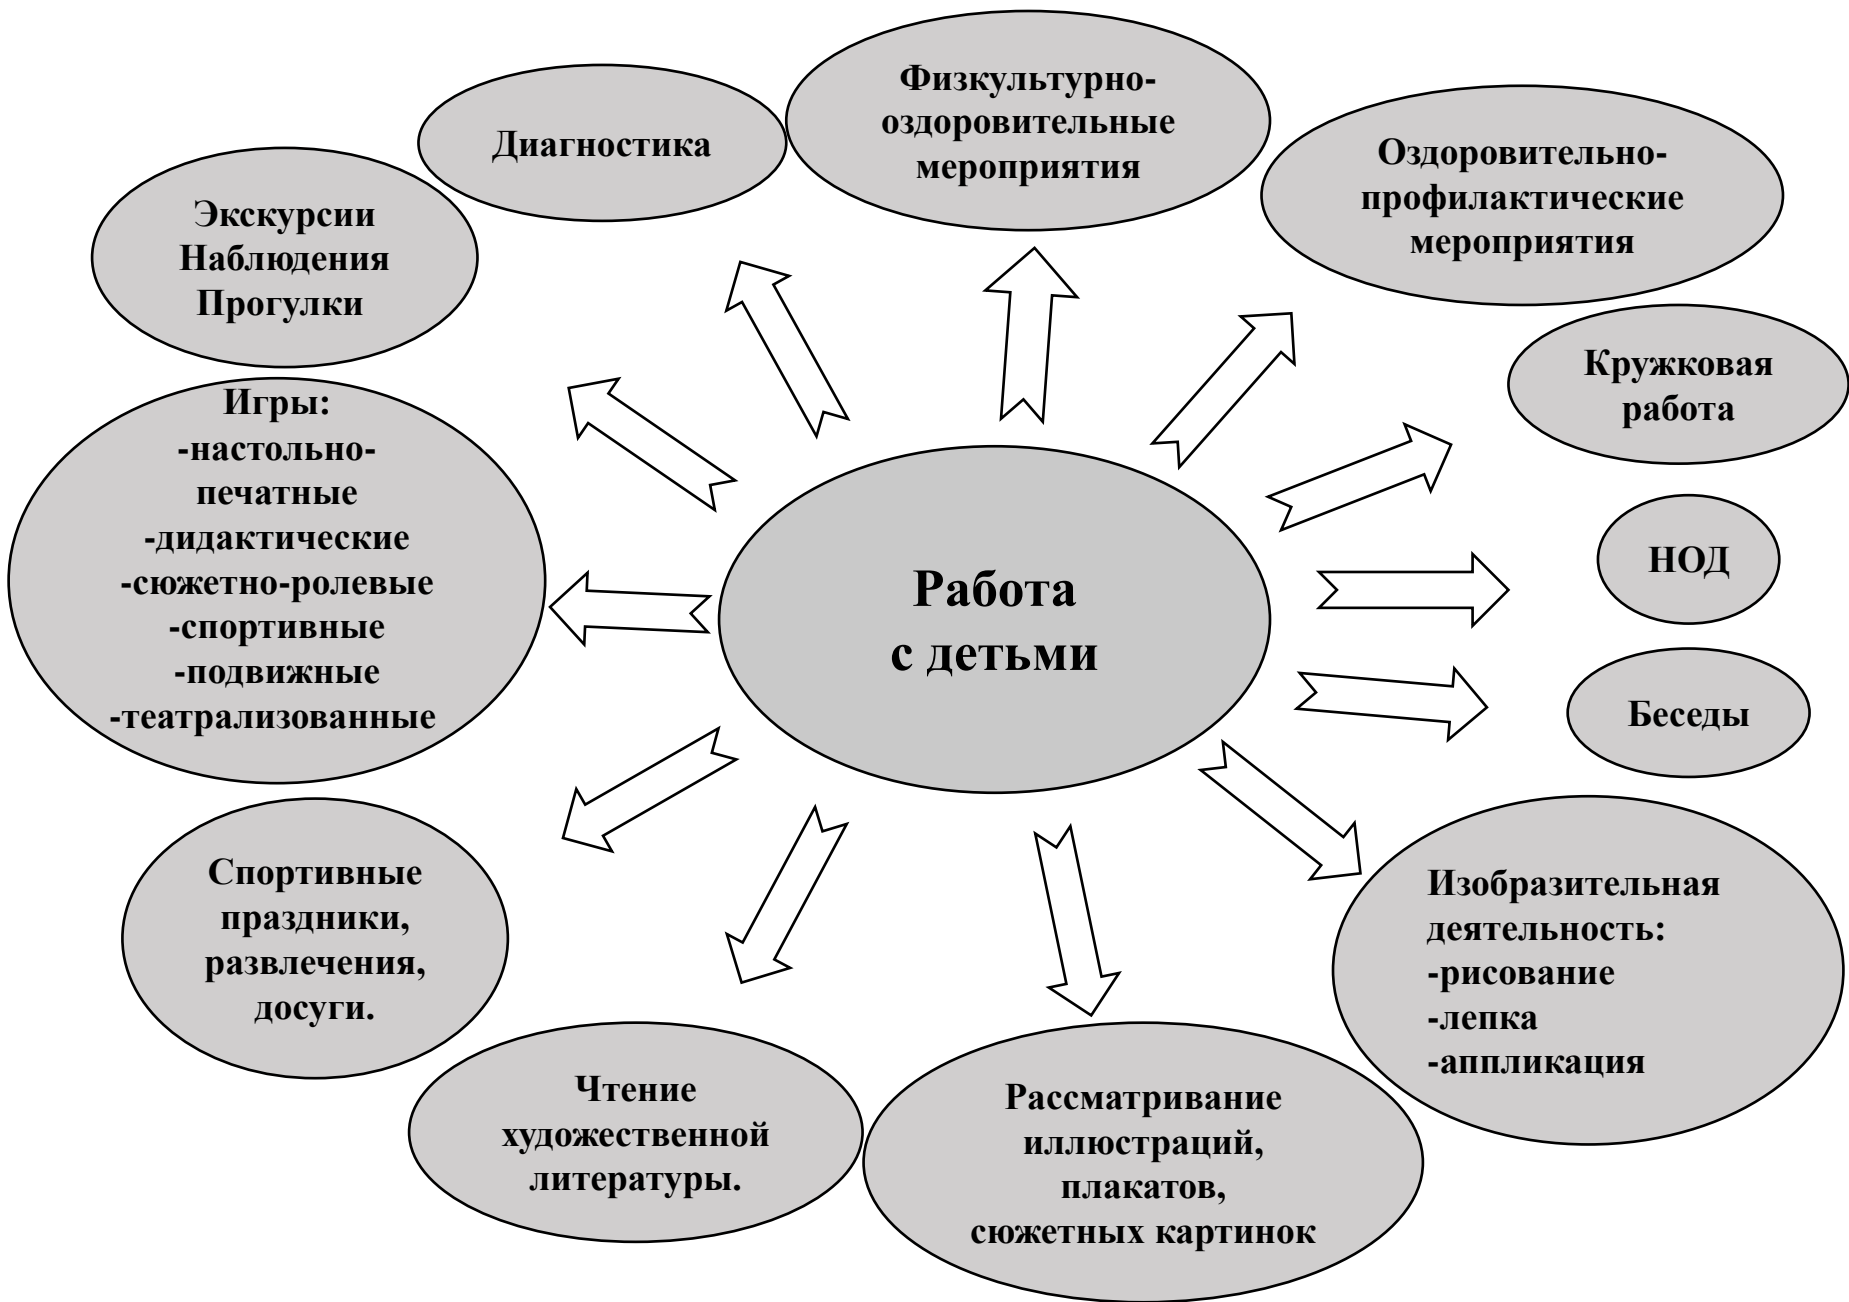 Физкультурно-
оздоровительные
мероприятия
Диагностика
Оздоровительно-
профилактические
мероприятия
Экскурсии
Наблюдения
Прогулки
Кружковая
работа
Игры:
-настольно-
печатные
-дидактические
-сюжетно-ролевые
-спортивные
-подвижные
-театрализованные
Работа
с детьми
НОД
Беседы
Спортивные
праздники,
развлечения,
досуги.
Изобразительная
деятельность:
-рисование
-лепка
-аппликация
Чтение
художественной
литературы.
Рассматривание
иллюстраций,
плакатов,
сюжетных картинок